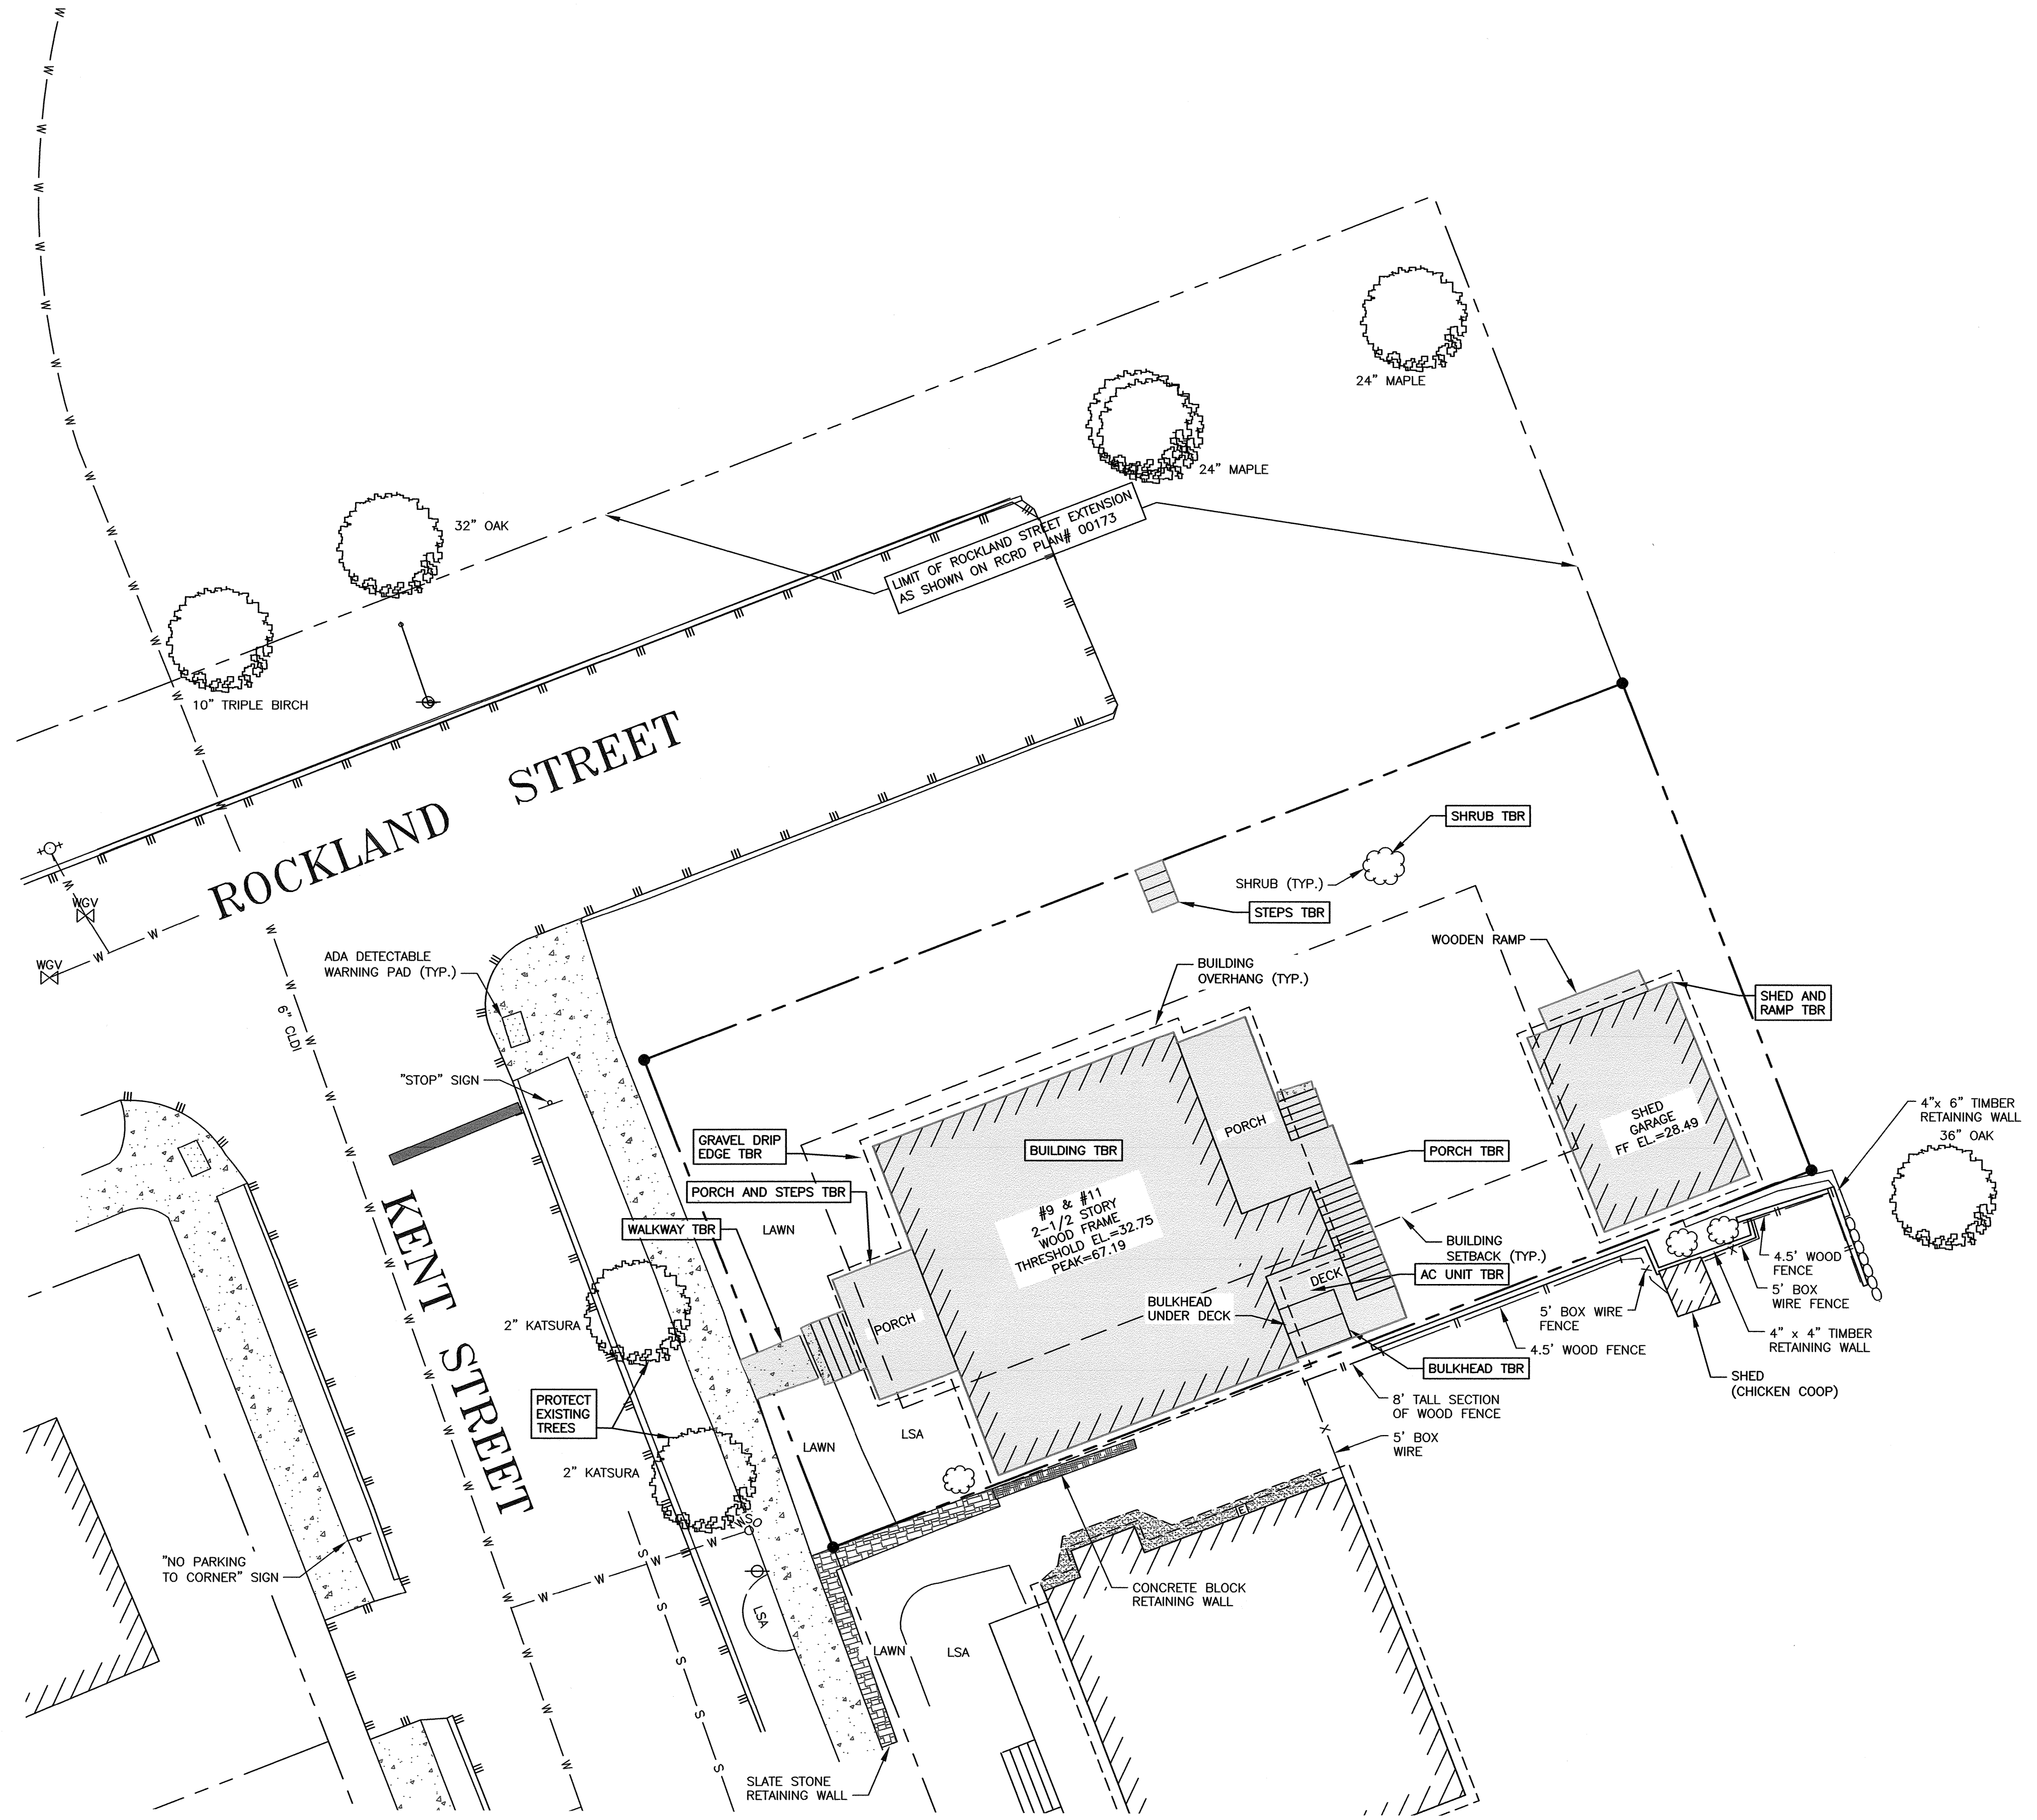 24" MAPLE
24" MAPLE
32" OAK
LIMIT OF ROCKLAND STREET EXTENSION
AS SHOWN ON RCRD PLAN# 00173
10" TRIPLE BIRCH
ROCKLAND STREET
WGV
WGV
SHRUB TBR
SHRUB (TYP.)
STEPS TBR
WOODEN RAMP
ADA DETECTABLE
WARNING PAD (TYP.)
6" CLDI
BUILDING
OVERHANG (TYP.)
SHED AND
RAMP TBR
"STOP" SIGN
4"x 6" TIMBER
RETAINING WALL
36" OAK
SHED
GARAGE
FF EL.=28.49
PORCH
GRAVEL DRIP
EDGE TBR
BUILDING TBR
PORCH TBR
PORCH AND STEPS TBR
#9 & #11
2-1/2 STORY
WOOD FRAME
THRESHOLD EL.=32.75
PEAK=67.19
WALKWAY TBR
LAWN
KENT STREET
BUILDING
SETBACK (TYP.)
AC UNIT TBR
DECK
4.5' WOOD
FENCE
5' BOX
WIRE FENCE
BULKHEAD
UNDER DECK
5' BOX WIRE
FENCE
2" KATSURA
PORCH
4" x 4" TIMBER
RETAINING WALL
4.5' WOOD FENCE
BULKHEAD TBR
SHED
(CHICKEN COOP)
PROTECT
EXISTING
TREES
8' TALL SECTION
OF WOOD FENCE
LSA
LAWN
5' BOX
WIRE
2" KATSURA
WSO
"NO PARKING
TO CORNER" SIGN
CONCRETE BLOCK
RETAINING WALL
LSA
LAWN
LSA
SLATE STONE
RETAINING WALL